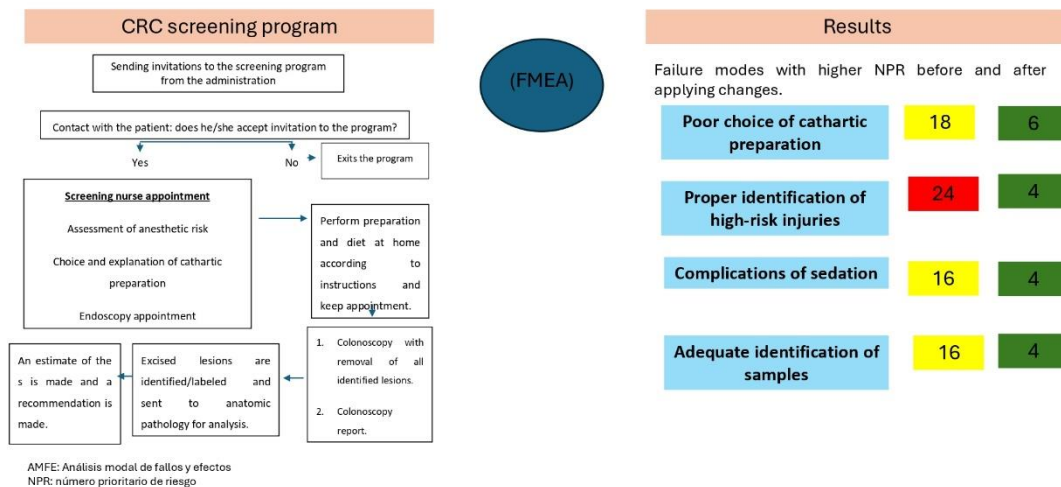 CRC screening program
Sending invitations to the screening program
from the administration
Contact with the patient: does he/she accept invitation to the program?
Yes
No
Exits the program
Screening nurse appointment
Assessment of anesthetic risk
Choice and explanation of cathartic
preparation
Endoscopy appointment
Perform preparation
and diet at home
according to
instructions and
keep appointment.
1. Colonoscopy with
removal of all
identified lesions.
2. Colonoscopy
report.
Excised lesions are
identified/labeled and
sent to anatomic
pathology for analysis.
An estimate of the
s is made and a
recommendation is
made.
AMFE: Análisis modal de fallos y efectos
NPR: número prioritario de riesgo
(FMEA)
Results
Failure modes with higher NPR before and after
applying changes.
Poor choice of cathartic
preparation
18
6
Proper identification of
high-risk injuries
24
4
Complications of sedation
16
4
Adequate identification of
samples
16
4